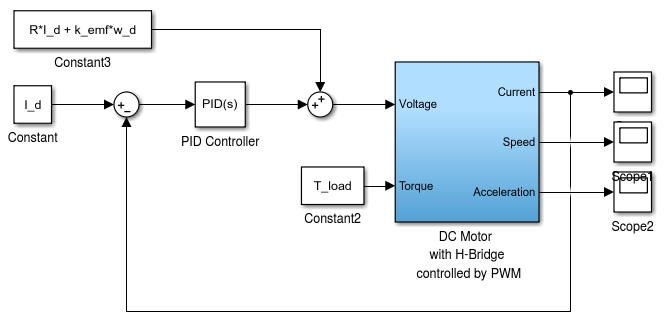 R*I_d + k_emf*w_d
Constant3
I_d
Constant
PID(s)
PID Controller
Voltage
Torque
Current
Speed
Acceleration
T_load
Constant2
DC Motor
with H-Bridge
controlled by PWM
Scope1
Scope2